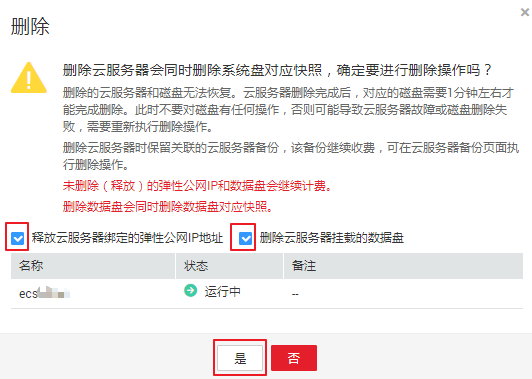 删除
删除云服务器会同时删除系统盘对应快照，确定要进行删除操作吗？
删除的云服务器和磁盘无法恢复。云服务器删除完成后，对应的磁盘需要1分钟左右才
能完成删除。此时不要对磁盘有任何操作，否则可能导致云服务器故障或磁盘删除失
败，需要重新执行删除操作。
删除云服务器时保留关联的云服务器备份，该备份继续收费，可在云服务器备份页面执
行删除操作。
未删除（释放）的弹性公网IP和数据盘会继续计费。
删除数据盘会同时删除数据盘对应快照。
释放云服务器绑定的弹性公网IP地址 删除云服务器挂载的数据盘
名称 状态 备注
ecs 运行中 --
是 否